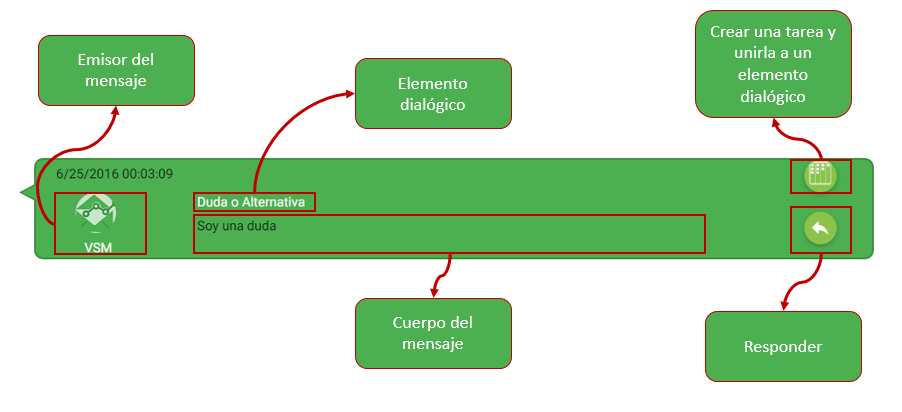 Crear una tarea y
unirla a un
elemento
dialógico
Emisor del
mensaje
Elemento
dialógico
6/25/2016 00:03:09
Duda o Alternativa
Soy una duda
VSM
Cuerpo del
mensaje
Responder